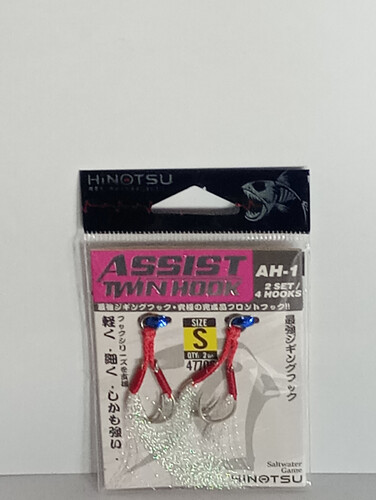 HiNOTSU
ASSIST
TWIN HOOK
AH-1
2 SET/
4 HOOKS
最強ジギングフック・究極の完成品フロントフック!!
SIZE
S
QTY: 2
軽く、細く、しかも強い、
最強ジギングフック
Saltwater
Game
HiNOTSU